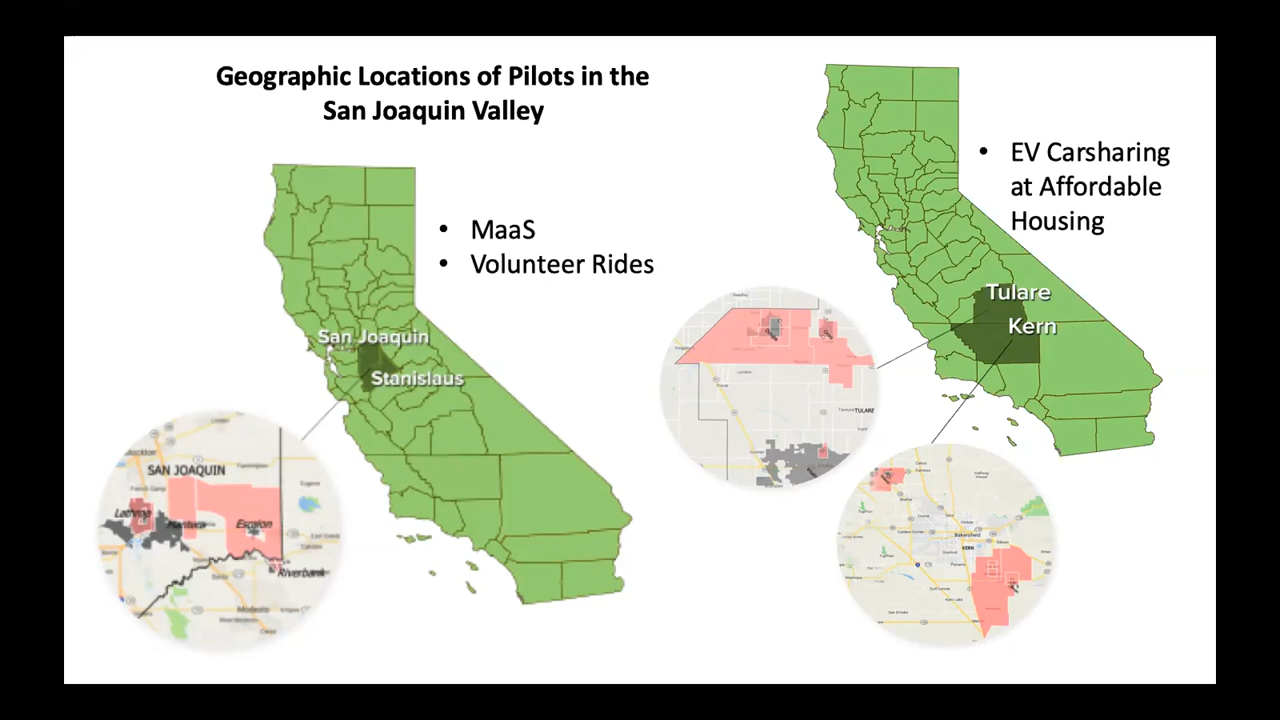 Geographic Locations of Pilots in the
San Joaquin Valley
• MaaS
• Volunteer Rides
San Joaquin
Stanislaus
SAN JOAQUIN
Lathrop
Manteca
Escalon
Riverbank
Modesto
• EV Carsharing
at Affordable
Housing
Tulare
Kern
TULARE
Bakersfield
KERN